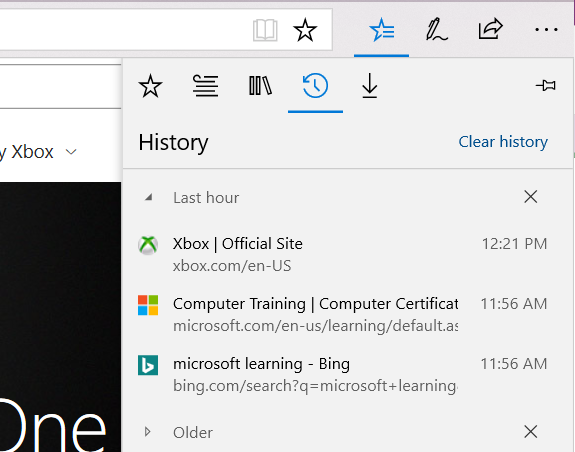 y Xbox
History
Clear history
Last hour
Xbox | Official Site
12:21 PM
xbox.com/en-US
Computer Training | Computer Certificat
11:56 AM
microsoft.com/en-us/learning/default.as
microsoft learning - Bing
11:56 AM
bing.com/search?q=microsoft+learning
One
Older